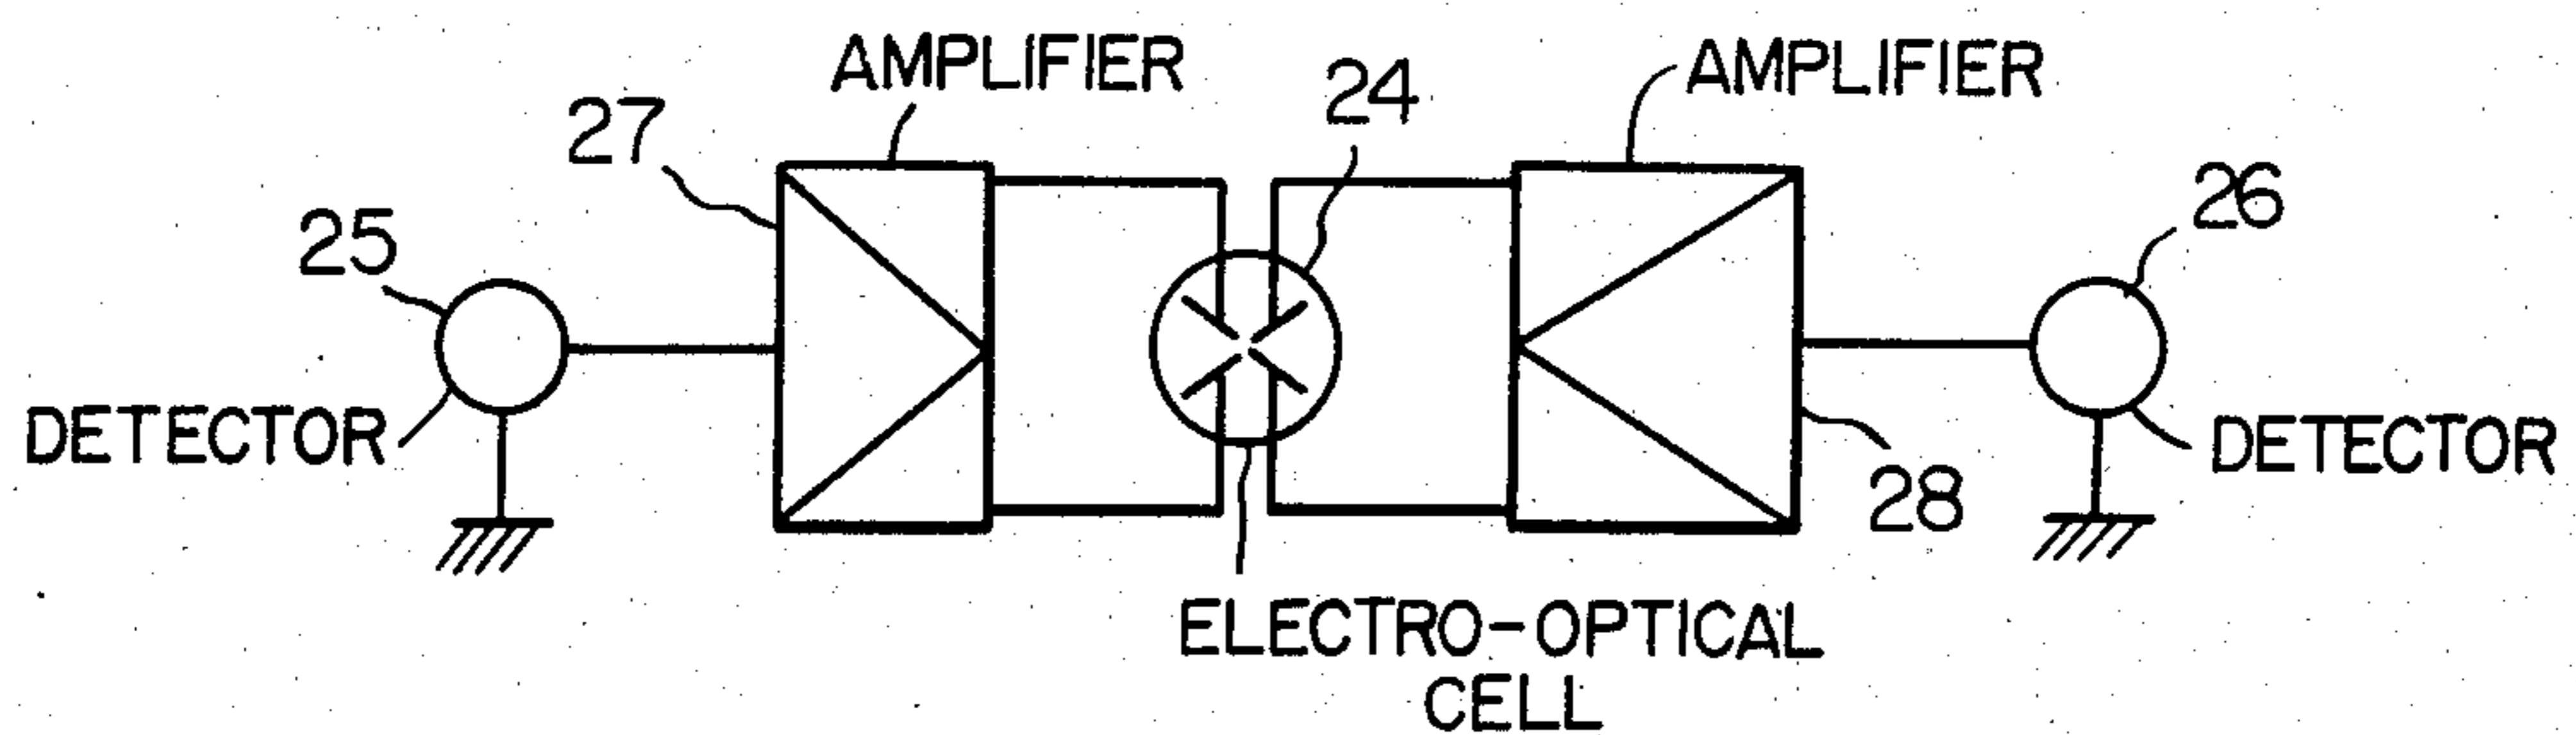 AMPLIFIER
24
AMPLIFIER
27
26
25
DETECTOR
DETECTOR
28
ELECTRO-OPTICAL
CELL